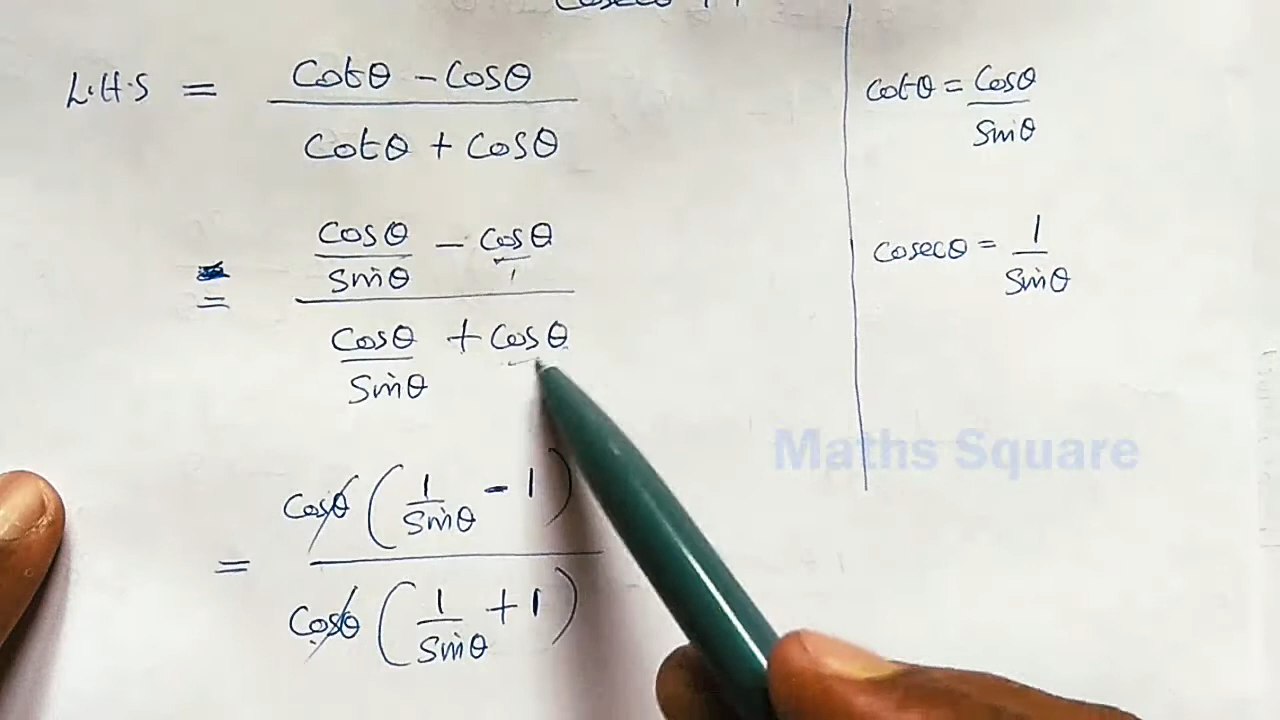 L.H.S = Cotθ - Cosθ
Cotθ + Cosθ
= Cosθ - Cosθ
Sinθ 1
Cosθ + Cosθ
Sinθ
= Cosθ ( 1 - 1 )
Sinθ
Cosθ ( 1 + 1 )
Sinθ
Cotθ = Cosθ
Sinθ
Cosecθ = 1
Sinθ
Maths Square